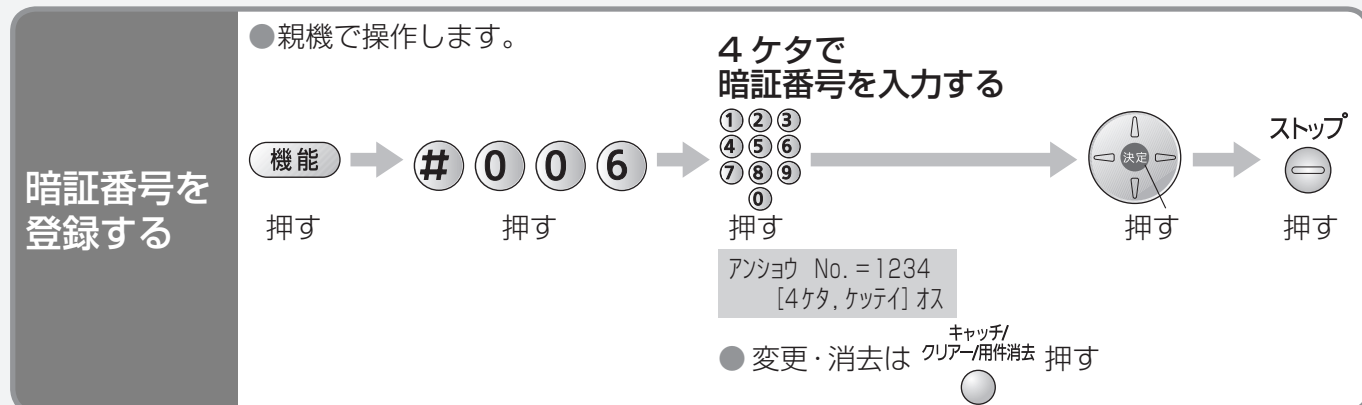 暗証番号を
登録する
●親機で操作します。
機能
押す
# 0 0 6
押す
4 ケタで
暗証番号を入力する
1 2 3
4 5 6
7 8 9
0
押す
ｱﾝｼｮｳ No. =1234
[4ｹﾀ, ｹｯﾃｲ] ｵｽ
● 変更・消去は キャッチ/
クリアー/用件消去 押す
決定
押す
ストップ
押す